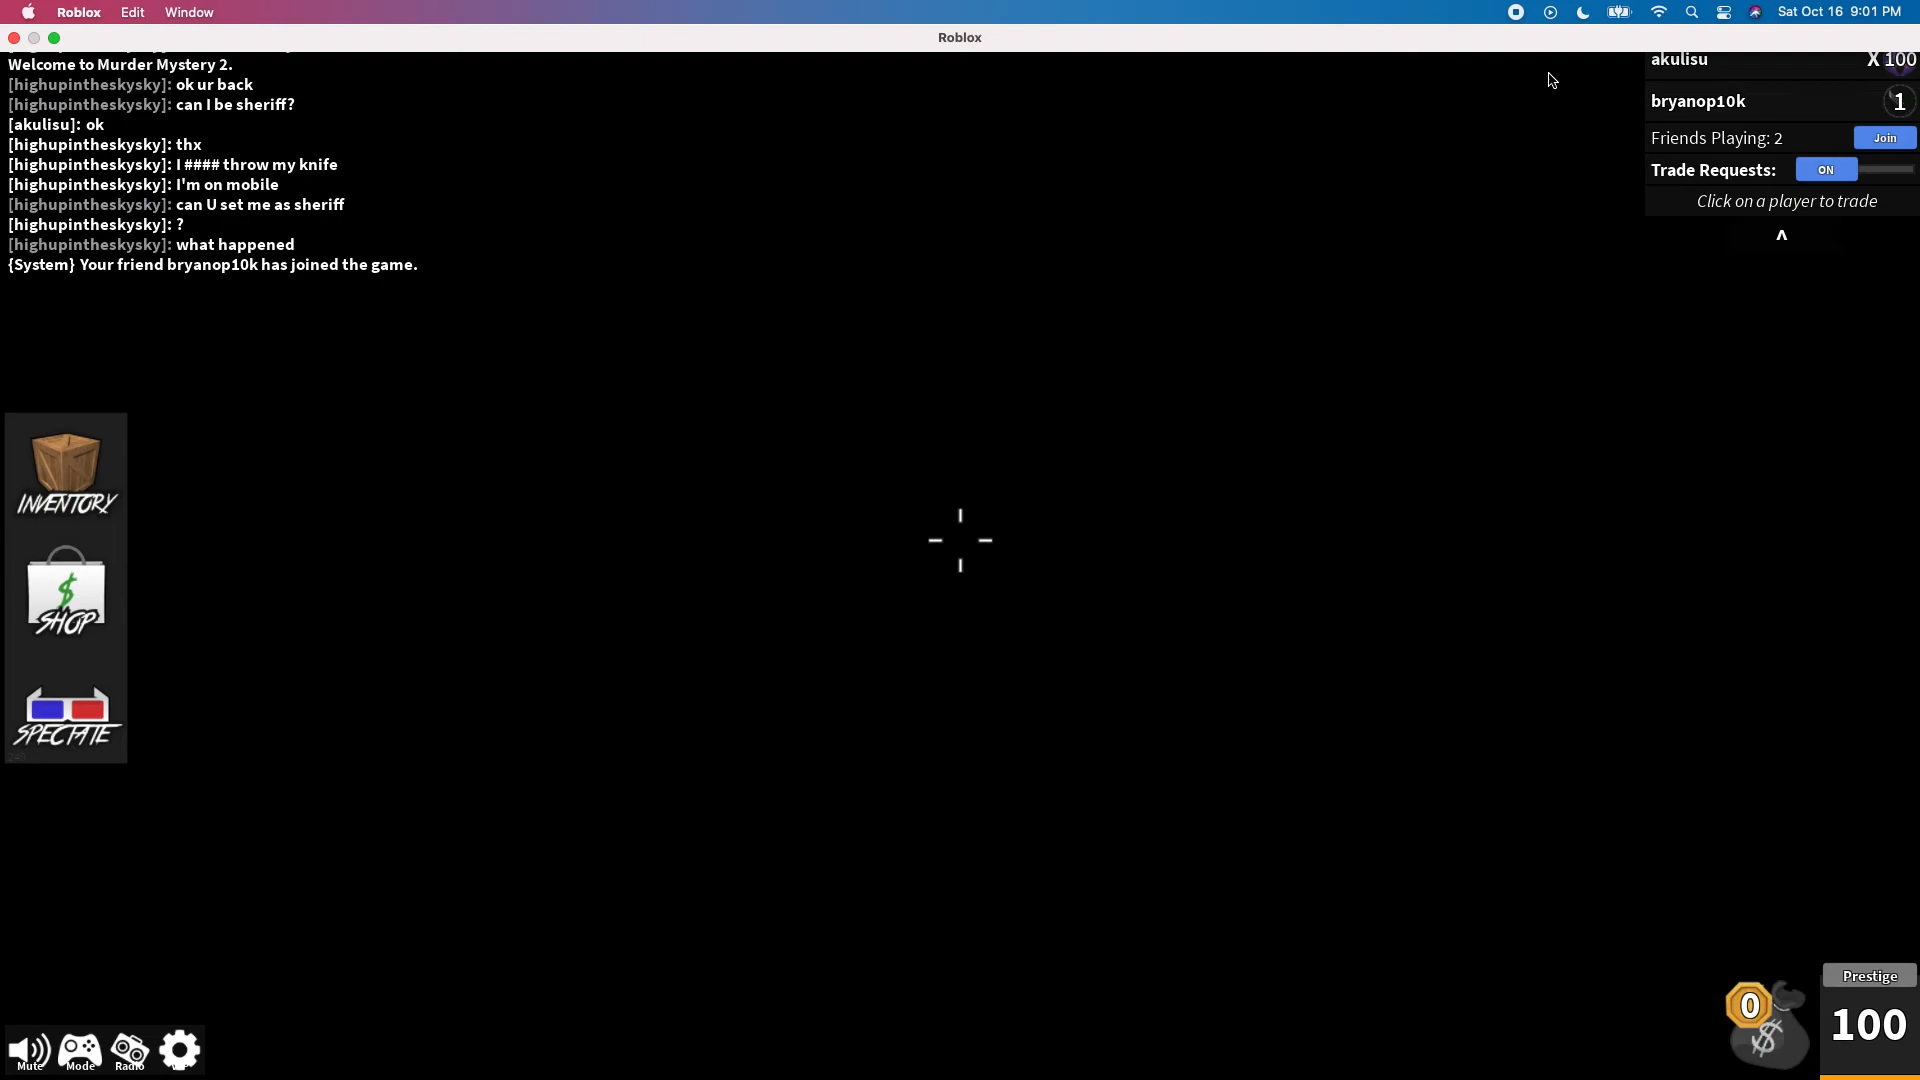 Roblox Edit Window Sat Oct 16 9:01 PM
Roblox
Welcome to Murder Mystery 2.
[highupintheskysky]: ok ur back
[highupintheskysky]: can I be sheriff?
[akulisu]: ok
[highupintheskysky]: thx
[highupintheskysky]: I #### throw my knife
[highupintheskysky]: I'm on mobile
[highupintheskysky]: can U set me as sheriff
[highupintheskysky]: ?
[highupintheskysky]: what happened
{System} Your friend bryanop10k has joined the game.
akulisu X 100
bryanop10k 1
Friends Playing: 2 Join
Trade Requests: ON
Click on a player to trade
^
INVENTORY
$
SHOP
SPECTATE
Mute Mode Radio
0
$
Prestige
100